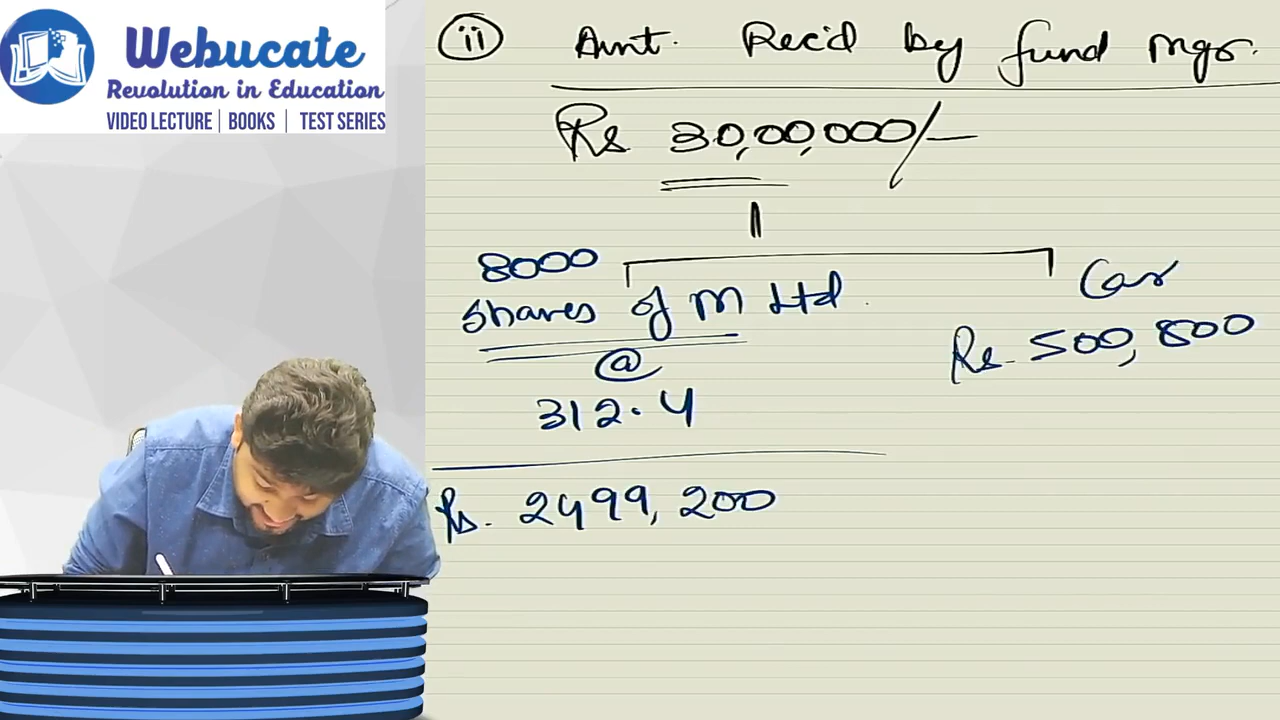 Webucate
Revolution in Education
VIDEO LECTURE | BOOKS | TEST SERIES
(ii) Amt. Rec'd by fund Mgr.
Rs 30,00,000/-
8000
Shares of M Ltd.
@
312.4
Rs. 2499,200
Car
Rs. 500,800